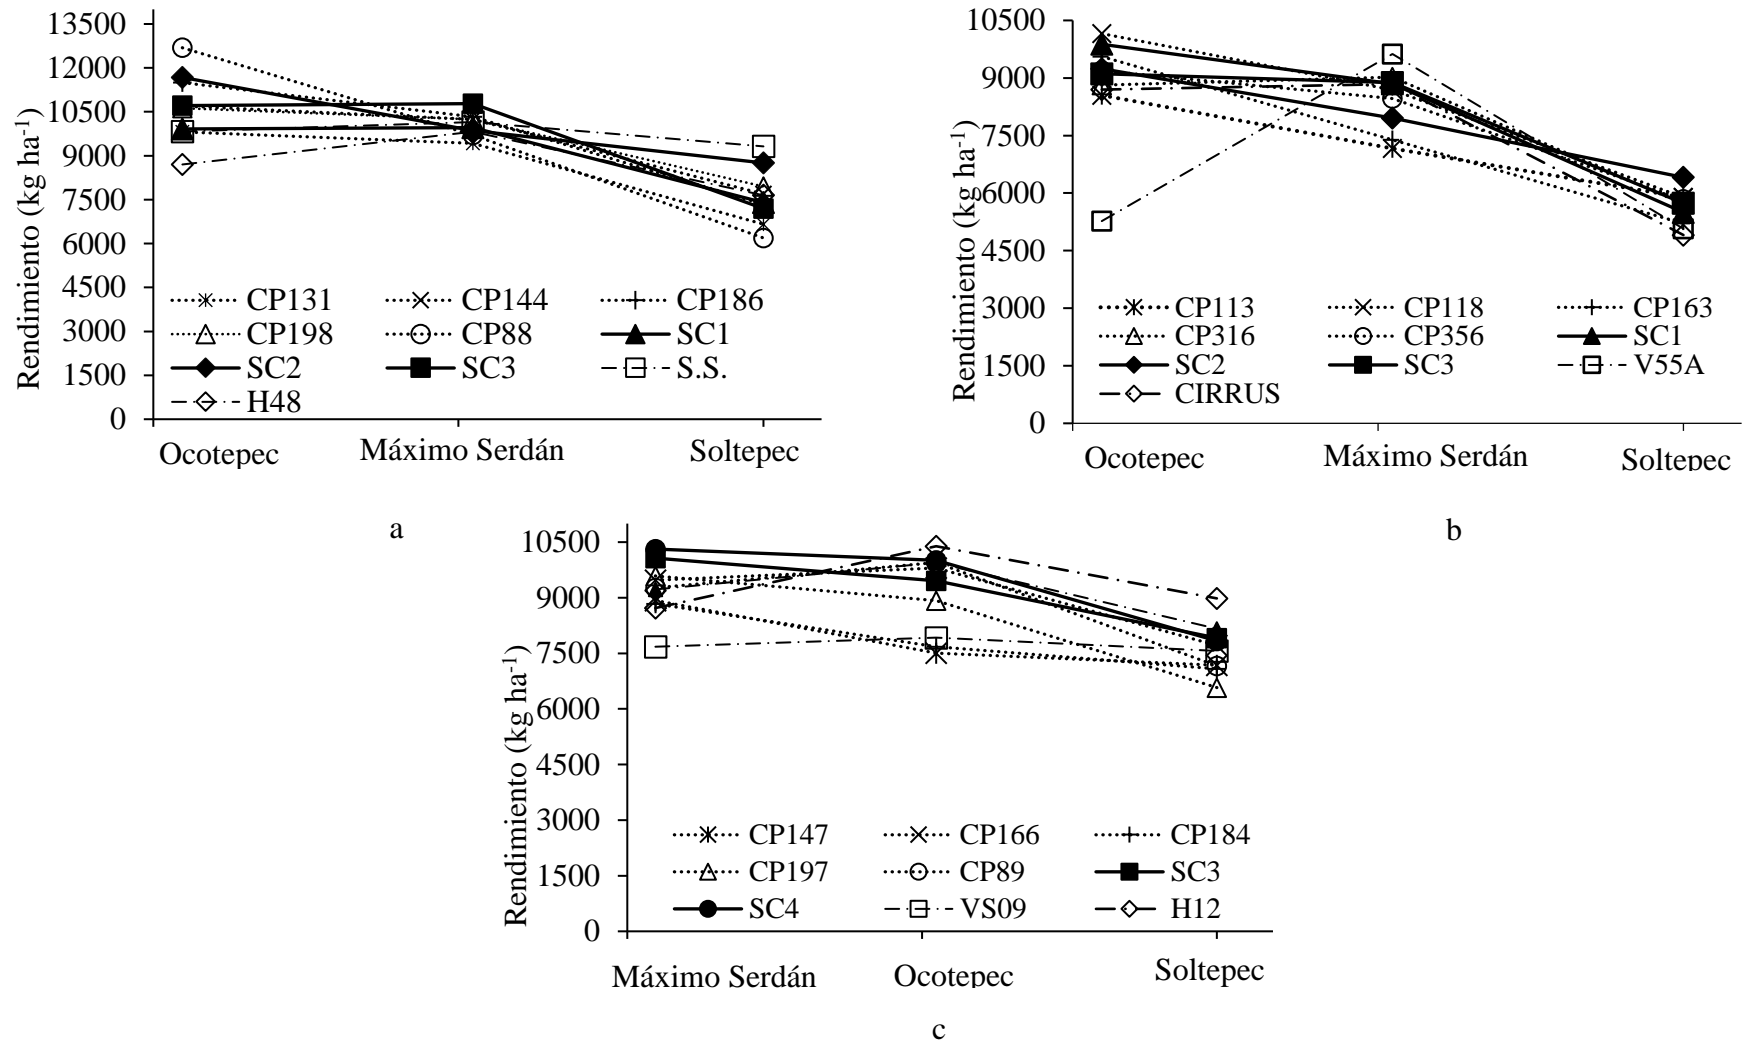 Rendimiento (kg ha-1)
13500
12000
10500
9000
7500
6000
4500
3000
1500
0
CP131 CP144 CP186
CP198 CP88 SC1
SC2 SC3 S.S.
H48
Ocotepec Máximo Serdán Soltepec
a
Rendimiento (kg ha-1)
10500
9000
7500
6000
4500
3000
1500
0
CP113 CP118 CP163
CP316 CP356 SC1
SC2 SC3 V55A
CIRRUS
Ocotepec Máximo Serdán Soltepec
b
Rendimiento (kg ha-1)
10500
9000
7500
6000
4500
3000
1500
0
CP147 CP166 CP184
CP197 CP89 SC3
SC4 VS09 H12
Máximo Serdán Ocotepec Soltepec
c